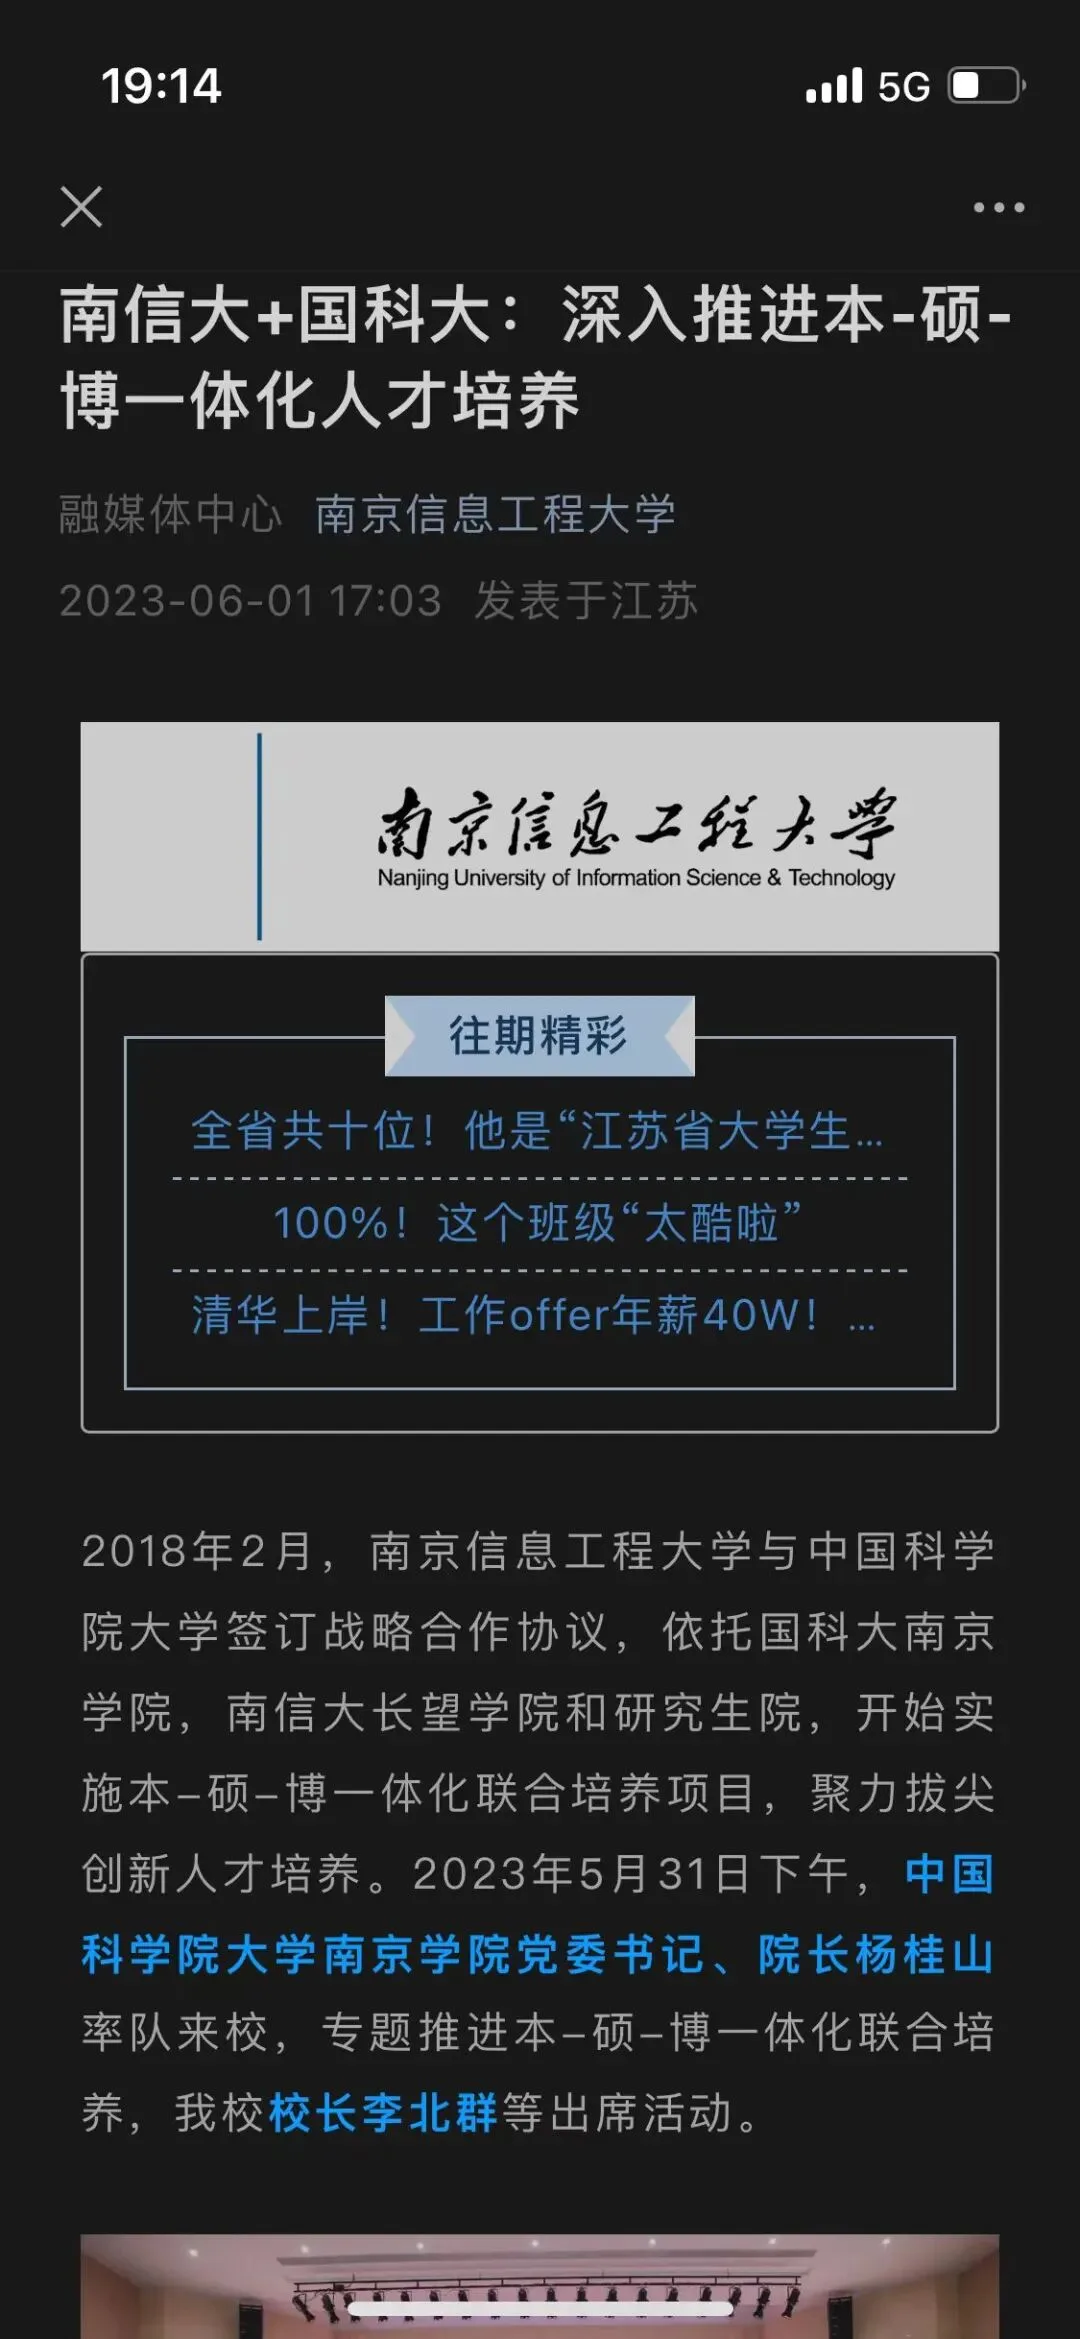 19:14
5G
南信大+国科大：深入推进本-硕-
博一体化人才培养
融媒体中心 南京信息工程大学
2023-06-01 17:03 发表于江苏
南京信息工程大学
Nanjing University of Information Science & Technology
往期精彩
全省共十位！他是“江苏省大学生...
100%！这个班级“太酷啦”
清华上岸！工作offer年薪40W！...
2018年2月，南京信息工程大学与中国科学
院大学签订战略合作协议，依托国科大南京
学院，南信大长望学院和研究生院，开始实
施本–硕–博一体化联合培养项目，聚力拔尖
创新人才培养。2023年5月31日下午，中国
科学院大学南京学院党委书记、院长杨桂山
率队来校，专题推进本–硕–博一体化联合培
养，我校校长李北群等出席活动。